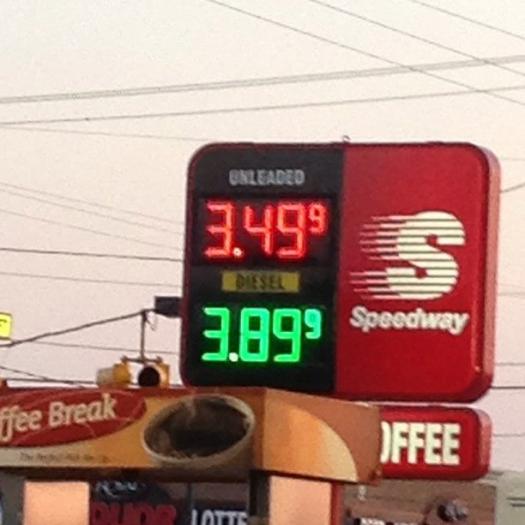 UNLEADED
3.49⁹
DIESEL
3.89⁹
S
Speedway
ffee Break
OFFEE
LOTTE